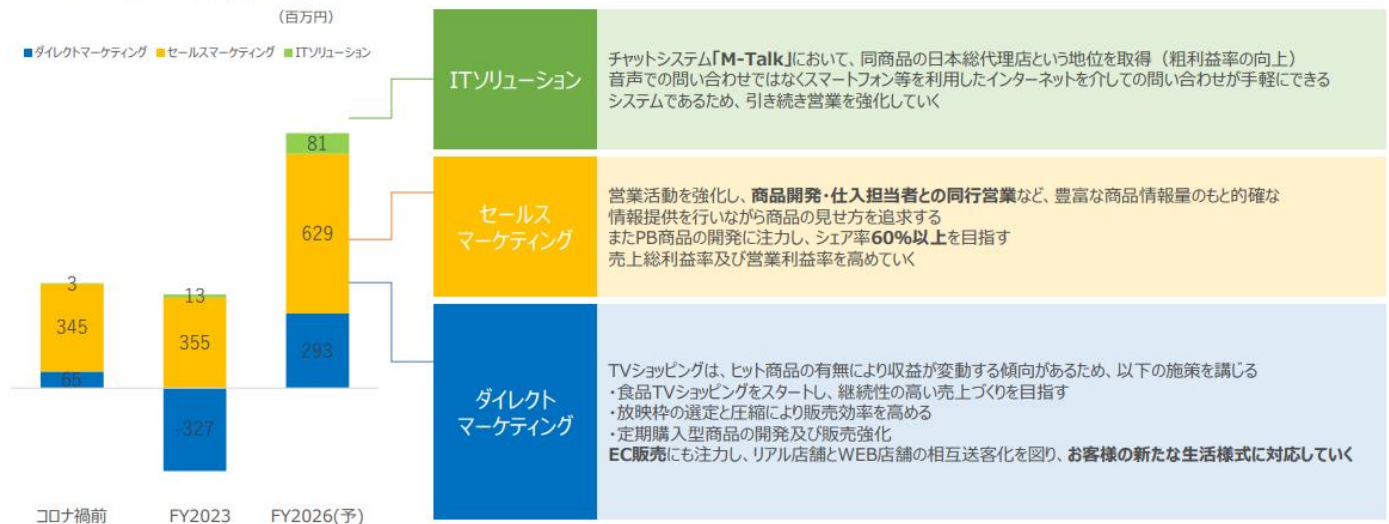 （百万円）
■ダイレクトマーケティング ■セールスマーケティング ■ITソリューション
3
345
65
コロナ禍前
13
355
-327
FY2023
81
629
293
FY2026(予)
ITソリューション
チャットシステム「M-Talk」において、同商品の日本総代理店という地位を取得（粗利益率の向上）
音声での問い合わせではなくスマートフォン等を利用したインターネットを介しての問い合わせが手軽にできる
システムであるため、引き続き営業を強化していく
セールス
マーケティング
営業活動を強化し、商品開発・仕入担当者との同行営業など、豊富な商品情報量のもと的確な
情報提供を行いながら商品の見せ方を追求する
またPB商品の開発に注力し、シェア率60%以上を目指す
売上総利益率及び営業利益率を高めていく
ダイレクト
マーケティング
TVショッピングは、ヒット商品の有無により収益が変動する傾向があるため、以下の施策を講じる
・食品TVショッピングをスタートし、継続性の高い売上づくりを目指す
・放映枠の選定と圧縮により販売効率を高める
・定期購入型商品の開発及び販売強化
EC販売にも注力し、リアル店舗とWEB店舗の相互送客化を図り、お客様の新たな生活様式に対応していく